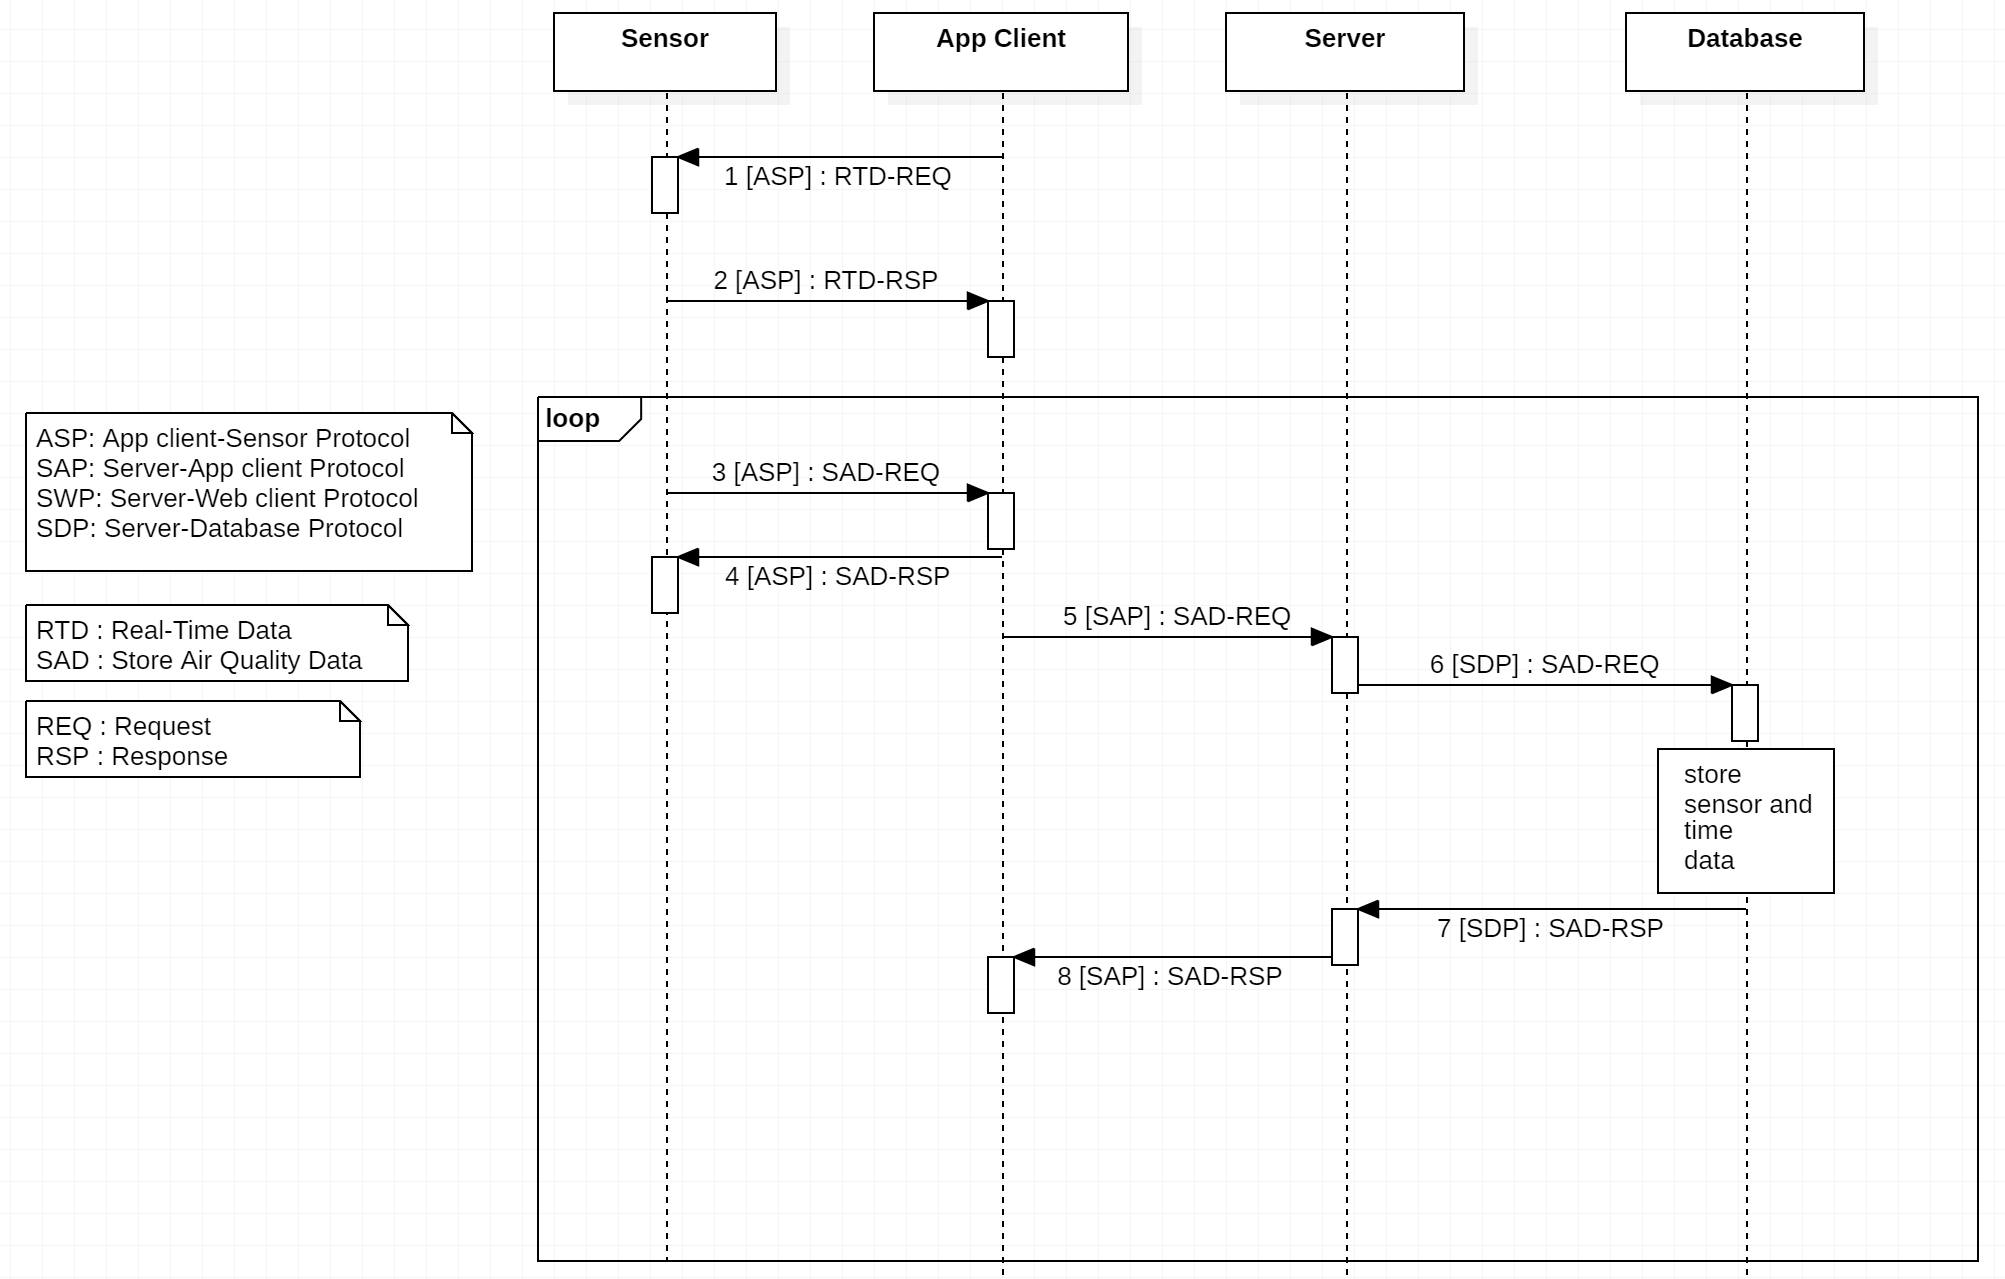 Sensor
App Client
Server
Database
1 [ASP] : RTD-REQ
2 [ASP] : RTD-RSP
loop
3 [ASP] : SAD-REQ
4 [ASP] : SAD-RSP
5 [SAP] : SAD-REQ
6 [SDP] : SAD-REQ
store
sensor and
time
data
7 [SDP] : SAD-RSP
8 [SAP] : SAD-RSP
ASP: App client-Sensor Protocol
SAP: Server-App client Protocol
SWP: Server-Web client Protocol
SDP: Server-Database Protocol
RTD : Real-Time Data
SAD : Store Air Quality Data
REQ : Request
RSP : Response